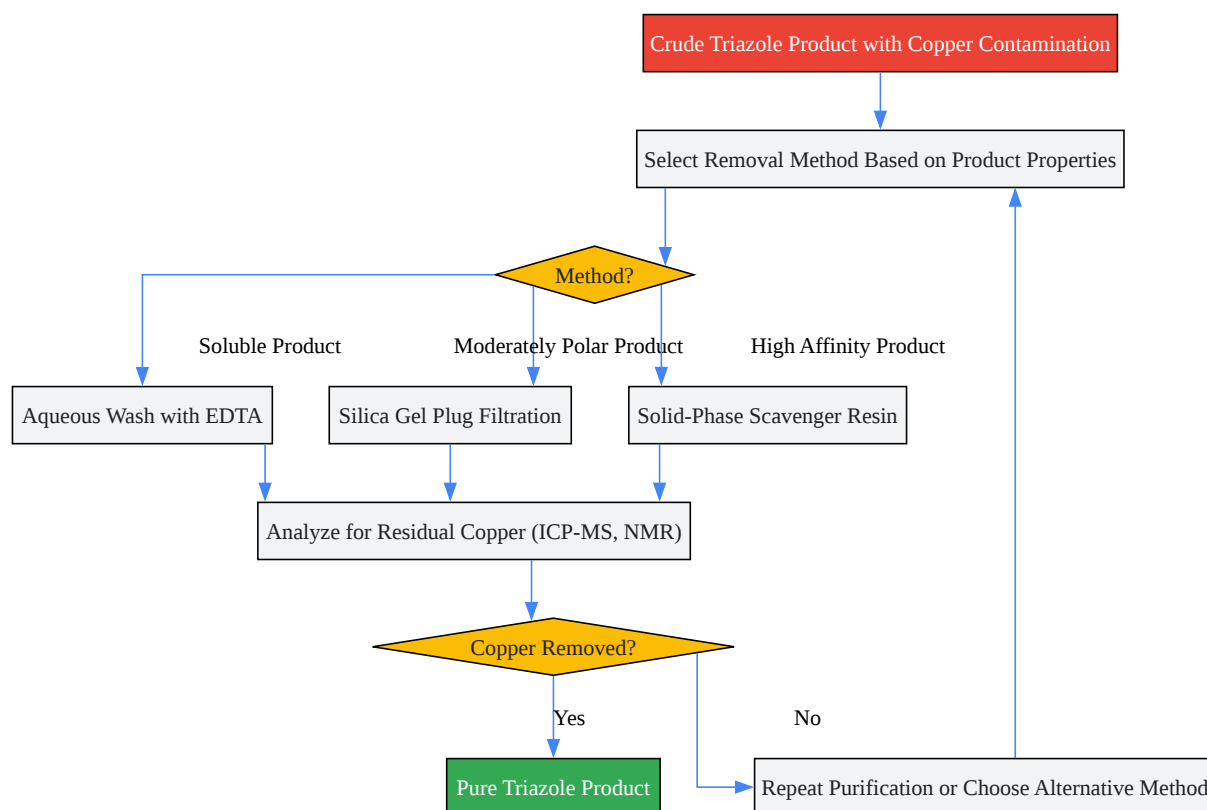 Crude Triazole Product with Copper Contamination
Select Removal Method Based on Product Properties
Method?
Soluble Product
Moderately Polar Product
High Affinity Product
Aqueous Wash with EDTA
Silica Gel Plug Filtration
Solid-Phase Scavenger Resin
Analyze for Residual Copper (ICP-MS, NMR)
Copper Removed?
Yes
No
Pure Triazole Product
Repeat Purification or Choose Alternative Method